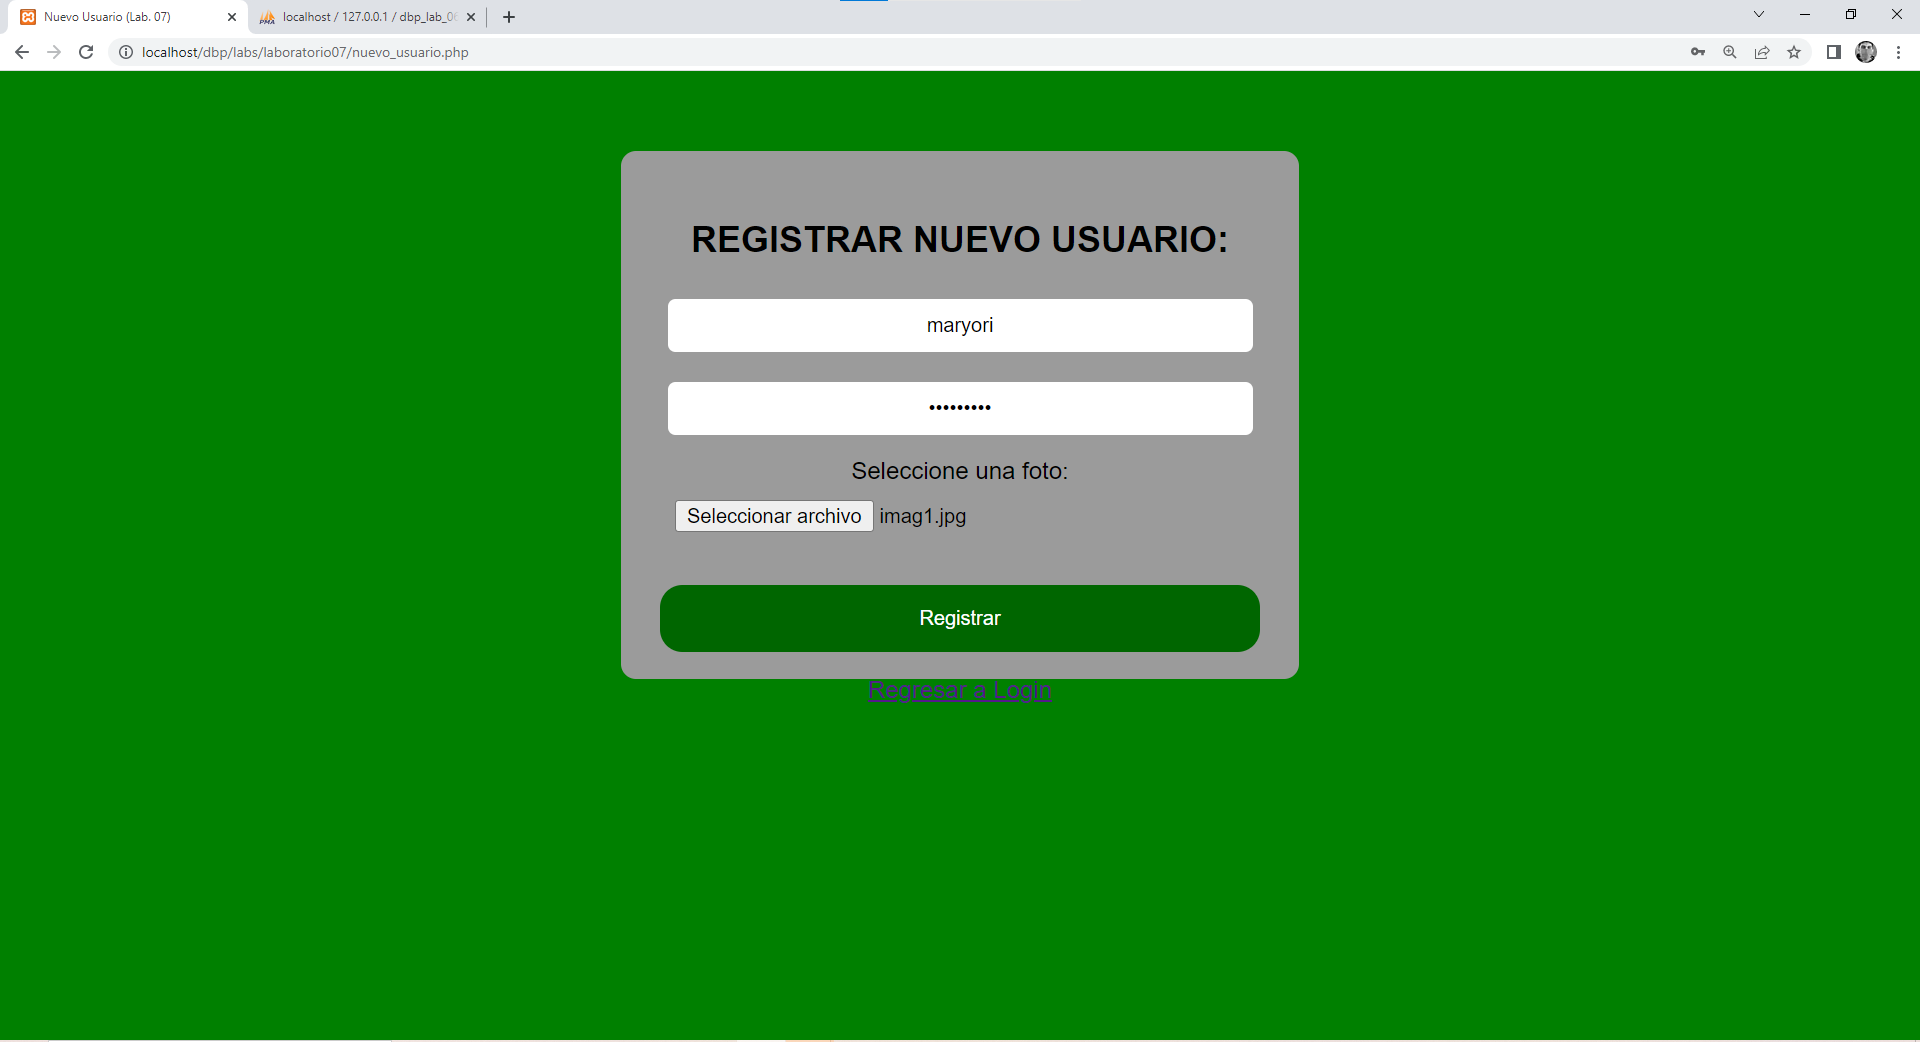 Nuevo Usuario (Lab. 07)
localhost / 127.0.0.1 / dbp_lab_06
localhost/dbp/labs/laboratorio07/nuevo_usuario.php
REGISTRAR NUEVO USUARIO:
maryori
•••••••••
Seleccione una foto:
Seleccionar archivo imag1.jpg
Registrar
Regresar a Login